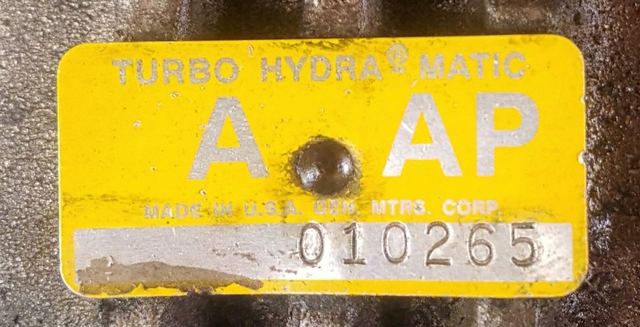 TURBO HYDRA® MATIC
A AP
MADE IN U.S.A. GEN. MTRS. CORP.
010265